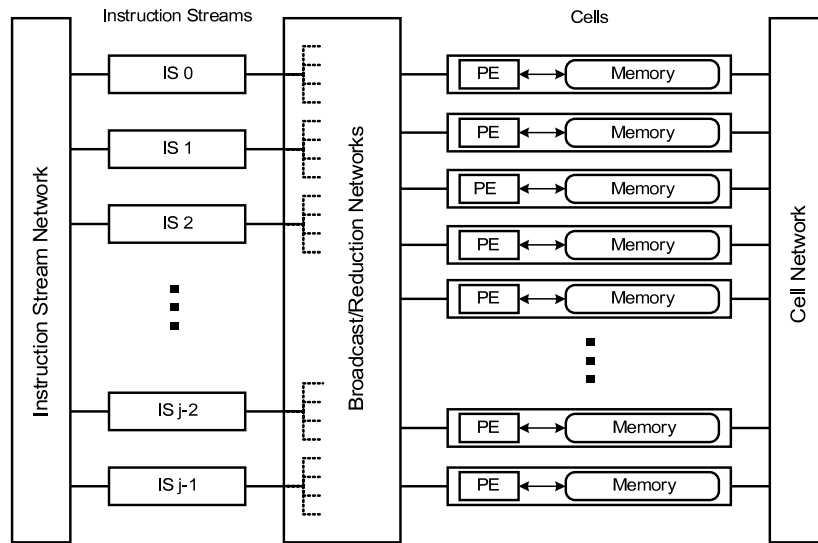 Instruction Streams
Cells
Instruction Stream Network
Broadcast/Reduction Networks
Cell Network
IS 0
IS 1
IS 2
IS j-2
IS j-1
PE Memory
PE Memory
PE Memory
PE Memory
PE Memory
PE Memory
PE Memory